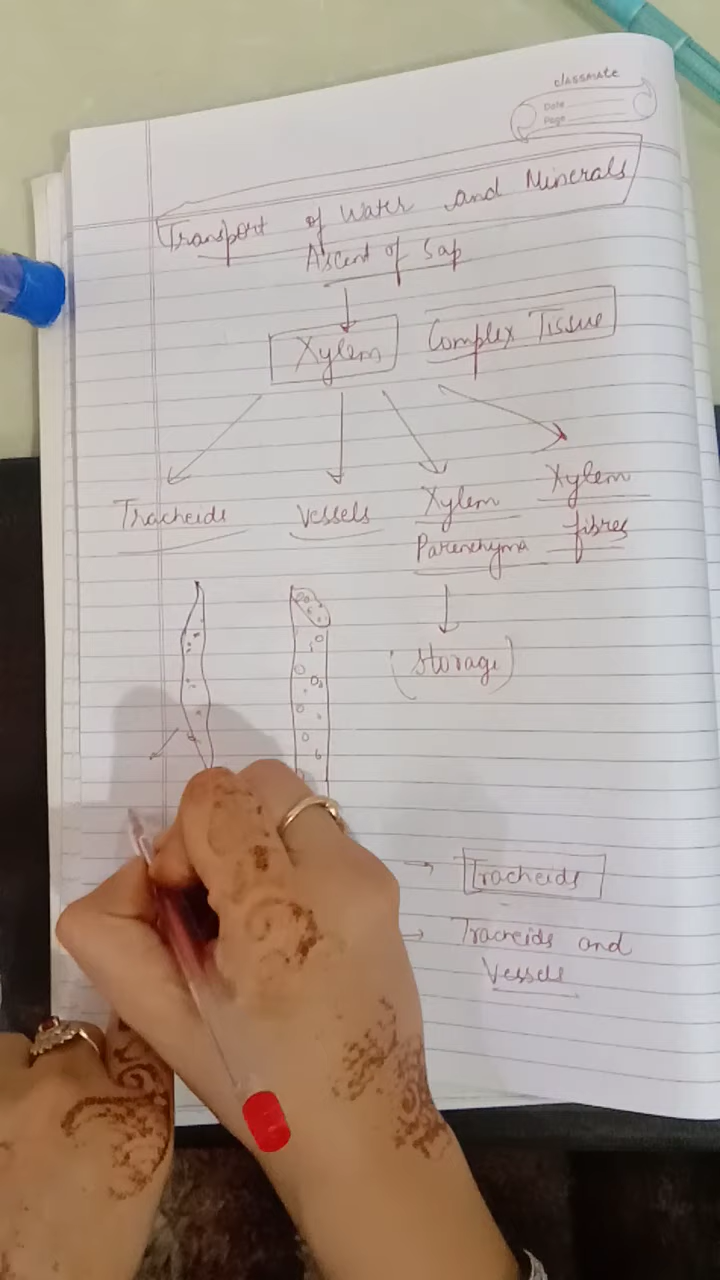 classmate
Date
Page
Transport of Water and Minerals
Ascent of Sap
Xylem Complex Tissue
Tracheids Vessels Xylem Parenchyma Xylem fibres
(Storage)
→ Tracheids
→ Tracheids and
Vessels